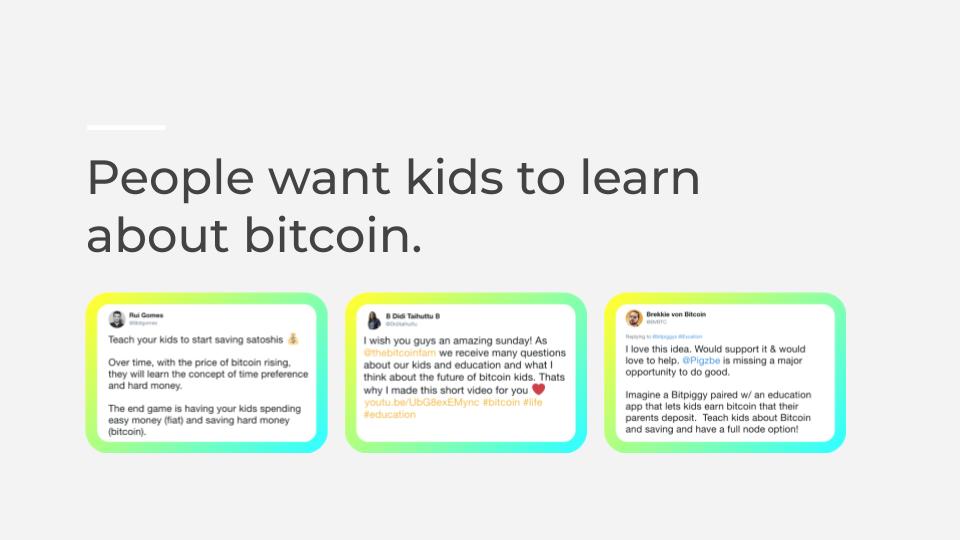 People want kids to learn
about bitcoin.
Rui Gomes
Teach your kids to start saving satoshis 💰
Over time, with the price of bitcoin rising,
they will learn the concept of time preference
and hard money.
The end game is having your kids spending
easy money (fiat) and saving hard money
(bitcoin).
B Didi Taihuttu B
@Diditaihuttu
I wish you guys an amazing sunday! As
@thebitcoinfam we receive many questions
about our kids and education and what I
think about the future of bitcoin kids. Thats
why I made this short video for you ❤️
youtu.be/UbG8exEMync #bitcoin #life
#education
Brekkie von Bitcoin
@BVBTC
Replying to
I love this idea. Would support it & would
love to help. @Pigzbe is missing a major
opportunity to do good.
Imagine a Bitpiggy paired w/ an education
app that lets kids earn bitcoin that their
parents deposit. Teach kids about Bitcoin
and saving and have a full node option!